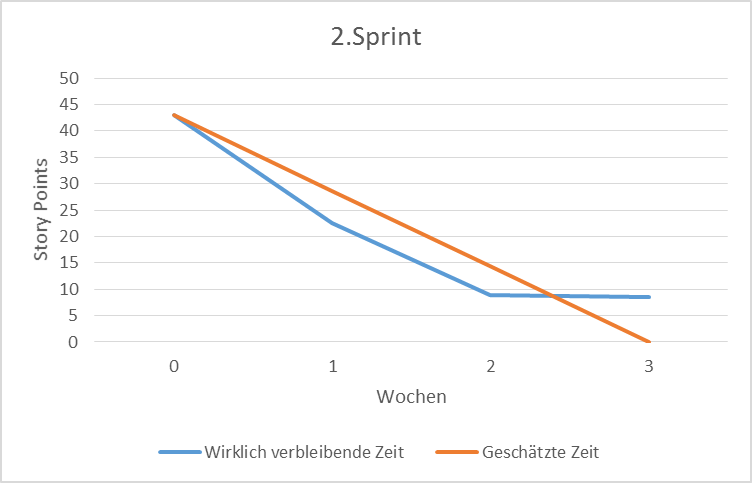 2.Sprint
50
45
40
35
30
25
20
15
10
5
0
Story Points
0 1 2 3
Wochen
Wirklich verbleibende Zeit Geschätzte Zeit